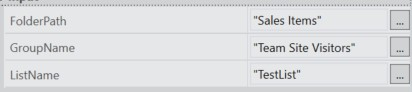 FolderPath "Sales Items" ...
GroupName "Team Site Visitors" ...
ListName "TestList" ...